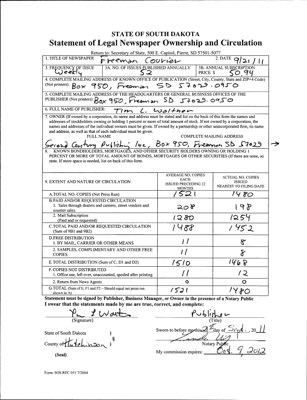 STATE OF SOUTH DAKOTA
Statement of Legal Newspaper Ownership and Circulation
Return to: Secretary of State, 500 E. Capitol, Pierre, SD 57501-5077
1. TITLE OF NEWSPAPER Freeman Courier 2. DATE 9/21/11
3. FREQUENCY OF ISSUE Weekly 3A. NO. OF ISSUES PUBLISHED ANNUALLY 52 3B. ANNUAL SUBSCRIPTION PRICE $ 50.94
4. COMPLETE MAILING ADDRESS OF KNOWN OFFICE OF PUBLICATION (Street, City, County, State and ZIP+4 Code)
(Not printers) Box 950, Freeman SD 57029-0950
5. COMPLETE MAILING ADDRESS OF THE HEADQUARTERS OR GENERAL BUSINESS OFFICES OF THE
PUBLISHER (Not printers) Box 950, Freeman SD 57029-0950
6. FULL NAME OF PUBLISHER: Tim L. Waltner
7. OWNER (If owned by a corporation, its name and address must be stated and list on the back of this form the names and
addresses of stockholders owning or holding 1 percent or more of total amount of stock. If not owned by a corporation, the
names and addresses of the individual owners must be given. If owned by a partnership or other unincorporated firm, its name
and address, as well as that of each individual must be given.
FULL NAME COMPLETE MAILING ADDRESS
Second Century Publishing Inc, Box 950, Freeman SD 57029
8. KNOWN BONDHOLDERS, MORTGAGEES, AND OTHER SECURITY HOLDERS OWNING OR HOLDING 1
PERCENT OR MORE OF TOTAL AMOUNT OF BONDS, MORTGAGES OR OTHER SECURITIES (If there are none, so
state. If more space is needed, list on back of this form)
9. EXTENT AND NATURE OF CIRCULATION AVERAGE NO. COPIES EACH ISSUED PRECEDING 12 MONTHS ACTUAL NO. COPIES ISSUED NEAREST TO FILING DATE
A. TOTAL NO. COPIES (Net Press Run) 1521 1480
B. PAID AND/OR REQUESTED CIRCULATION
1. Sales through dealers and carriers, street vendors and counter sales 208 198
2. Mail Subscription (Paid and/or requested) 1280 1254
C. TOTAL PAID AND/OR REQUESTED CIRCULATION (Sum of 9B1 and 9B2) 1488 1452
D. FREE DISTRIBUTION
1. BY MAIL, CARRIER OR OTHER MEANS 11 8
2. SAMPLES, COMPLIMENTARY AND OTHER FREE COPIES 11 8
E. TOTAL DISTRIBUTION (Sum of C, D1 and D2) 1510 1468
F. COPIES NOT DISTRIBUTED
1. Office use, left over, unaccounted, spoiled after printing 11 12
2. Return from News Agents 0 0
G. TOTAL (Sum of E, F1 and F2 - Should equal net press run shown in A) 1521 1480
Statement must be signed by Publisher, Business Manager, or Owner in the presence of a Notary Public
I swear that the statements made by me are true, correct, and complete:
Publisher
(Signature) (Title)
State of South Dakota )
County of Hutchinson )
§
Sworn to before me this 21st day of Sept, 2011
Notary Public
(Seal)
My commission expires: Oct. 9, 2012